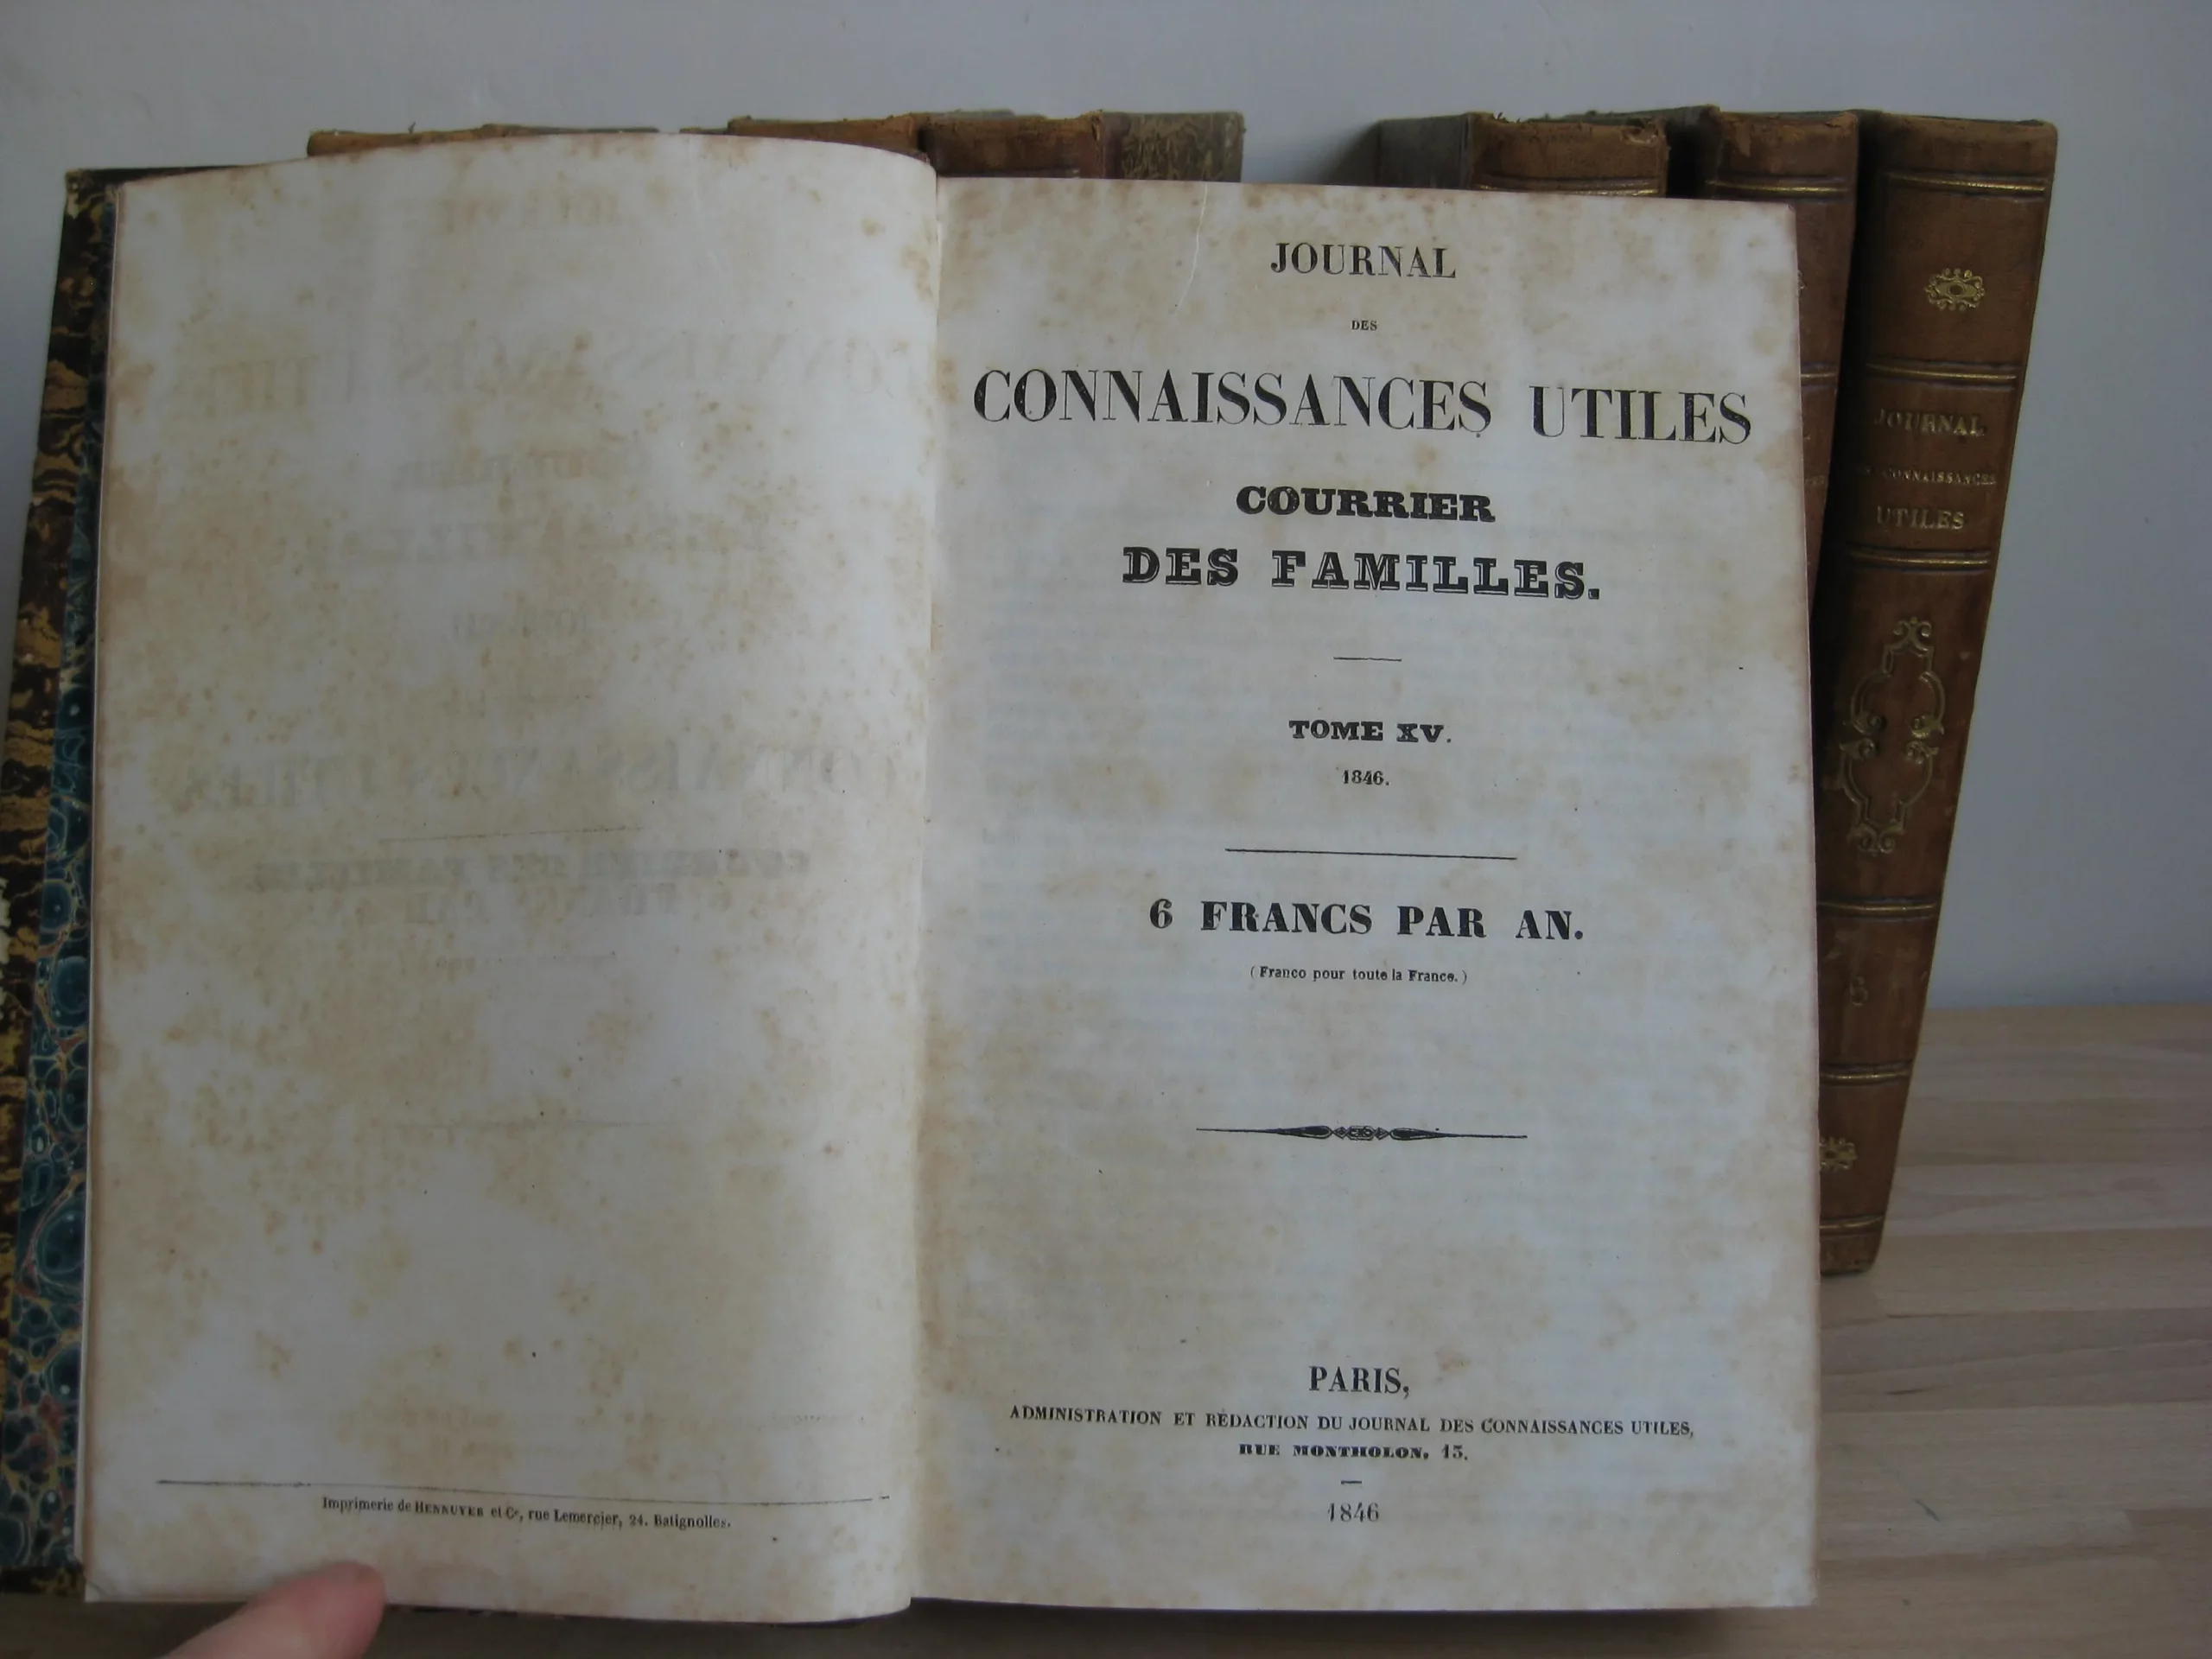 Imprimerie de HENNUYER et Cᵉ, rue Lemercier, 24. Batignolles.
JOURNAL
DES
CONNAISSANCES UTILES
COURRIER
DES FAMILLES.
TOME XV.
1846.
6 FRANCS PAR AN.
( Franco pour toute la France. )
PARIS,
ADMINISTRATION ET RÉDACTION DU JOURNAL DES CONNAISSANCES UTILES,
RUE MONTHOLON, 15.
1846
JOURNAL
CONNAISSANCES
UTILES
6